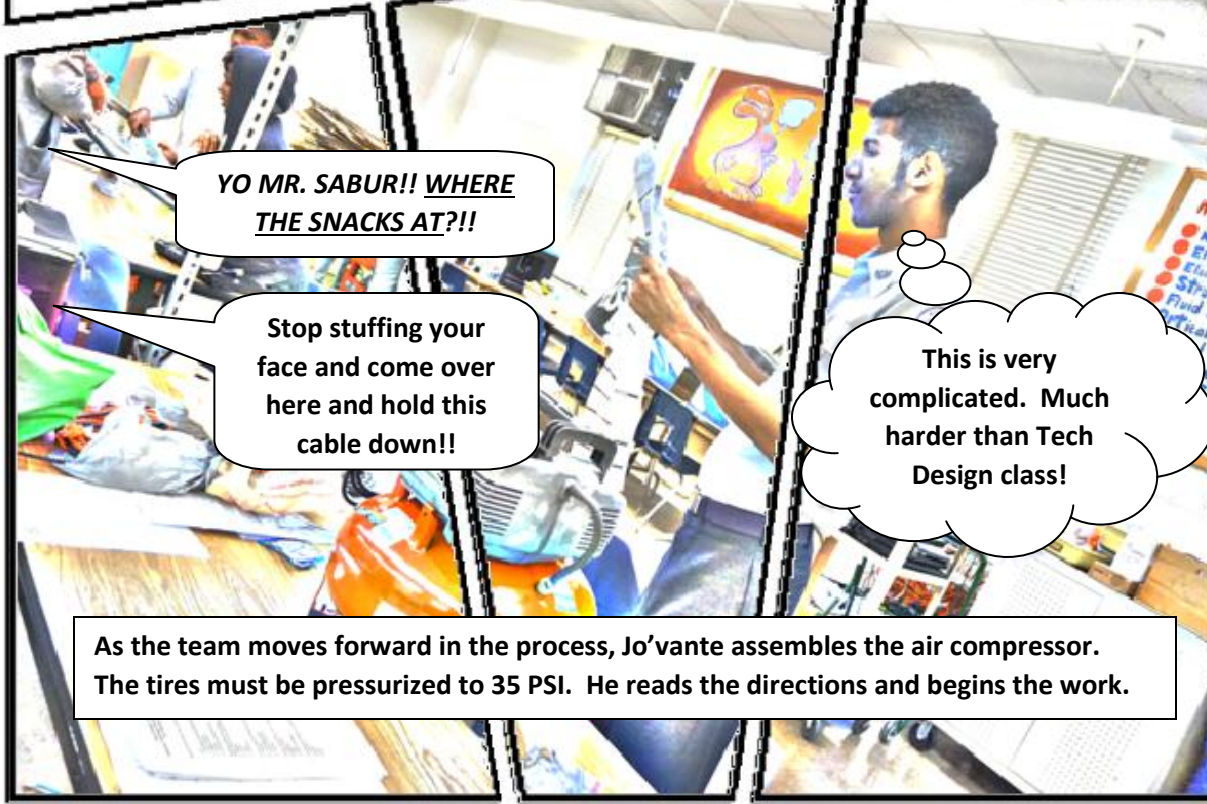 YO MR. SABUR!! WHERE
THE SNACKS AT?!!
Stop stuffing your
face and come over
here and hold this
cable down!!
This is very
complicated. Much
harder than Tech
Design class!
As the team moves forward in the process, Jo’vante assembles the air compressor.
The tires must be pressurized to 35 PSI. He reads the directions and begins the work.
Fluid